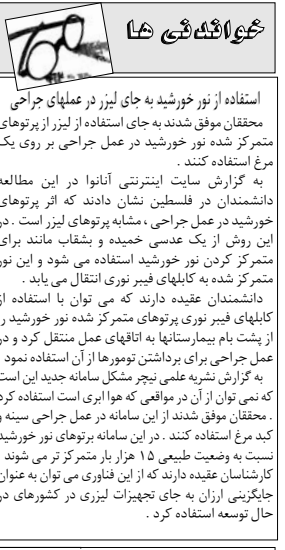 خواندنی ها
استفاده از نور خورشید به جای لیزر در عملهای جراحی
محققان موفق شدند به جای استفاده از لیزر از پرتوهای
متمرکز شده نور خورشید در عمل جراحی بر روی یک
مرغ استفاده کنند .
به گزارش سایت اینترنتی آنانوا در این مطالعه
دانشمندان در فلسطین نشان دادند که اثر پرتوهای
خورشید در عمل جراحی ، مشابه پرتوهای لیزر است . در
این روش از یک عدسی خمیده و بشقاب مانند برای
متمرکز کردن نور خورشید استفاده می شود و این نور
متمرکز شده به کابلهای فیبر نوری انتقال می یابد .
دانشمندان عقیده دارند که می توان با استفاده از
کابلهای فیبر نوری پرتوهای متمرکز شده نور خورشید را
از پشت بام بیمارستانها به اتاقهای عمل منتقل کرد و در
عمل جراحی برای برداشتن تومورها از آن استفاده نمود
به گزارش نشریه علمی نیچر مشکل سامانه جدید این است
که نمی توان از آن در مواقعی که هوا ابری است استفاده کرد
. محققان موفق شدند از این سامانه در عمل جراحی سینه و
کبد مرغ استفاده کنند . در این سامانه برتوهای نور خورشید
نسبت به وضعیت طبیعی ۱۵ هزار بار متمرکز تر می شوند
کارشناسان عقیده دارند که از این فناوری می توان به عنوان
جایگزینی ارزان به جای تجهیزات لیزری در کشورهای در
حال توسعه استفاده کرد .